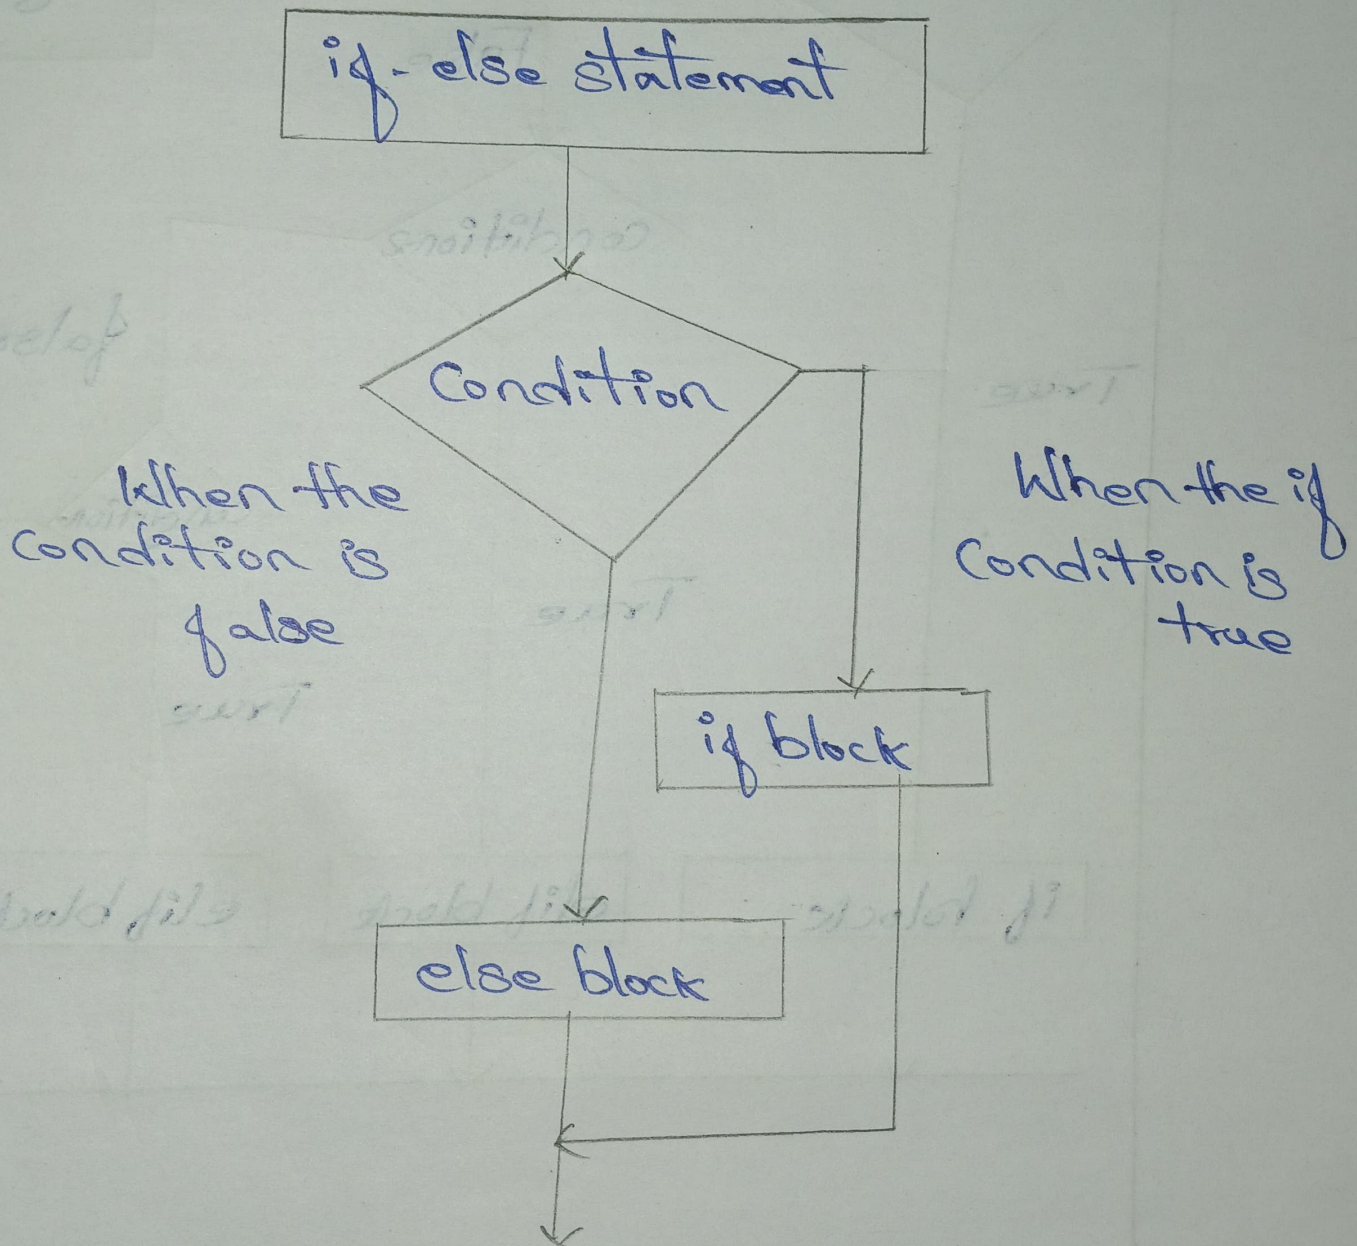 if-else statement
Condition
When the
condition is
false
When the if
Condition is
true
if block
else block